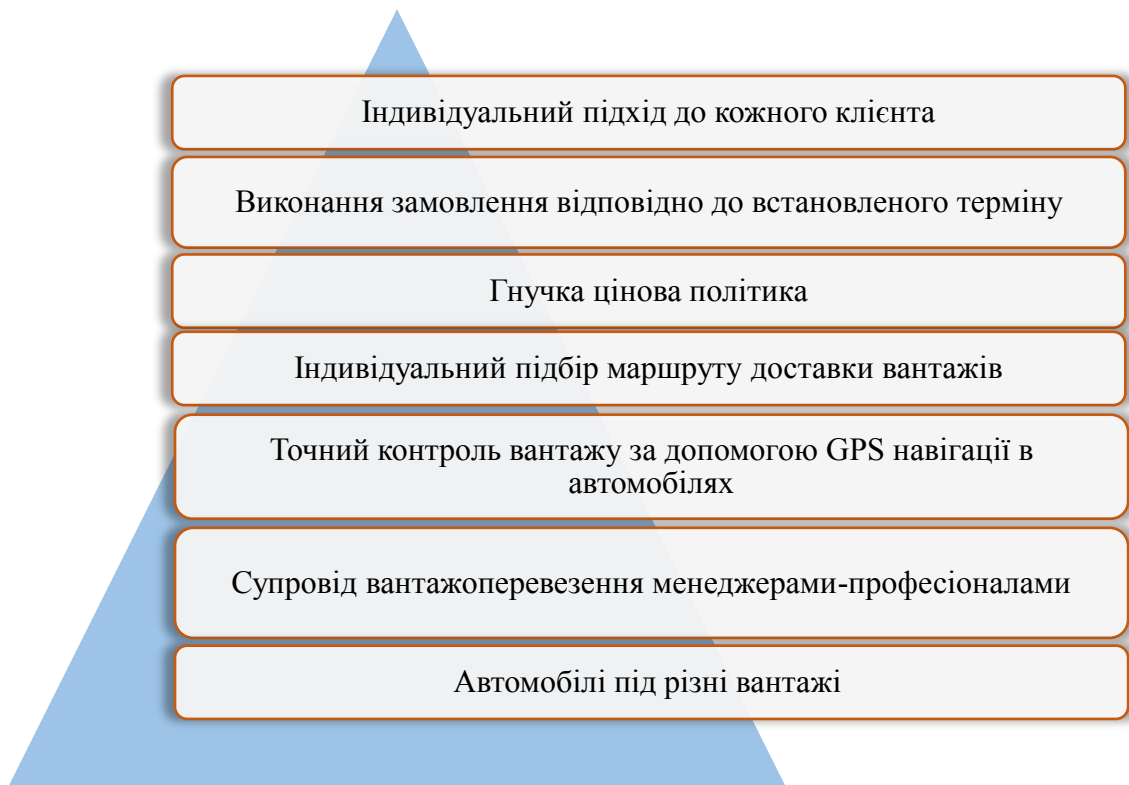 Індивідуальний підхід до кожного клієнта
Виконання замовлення відповідно до встановленого терміну
Гнучка цінова політика
Індивідуальний підбір маршруту доставки вантажів
Точний контроль вантажу за допомогою GPS навігації в
автомобілях
Супровід вантажоперевезення менеджерами-професіоналами
Автомобілі під різні вантажі